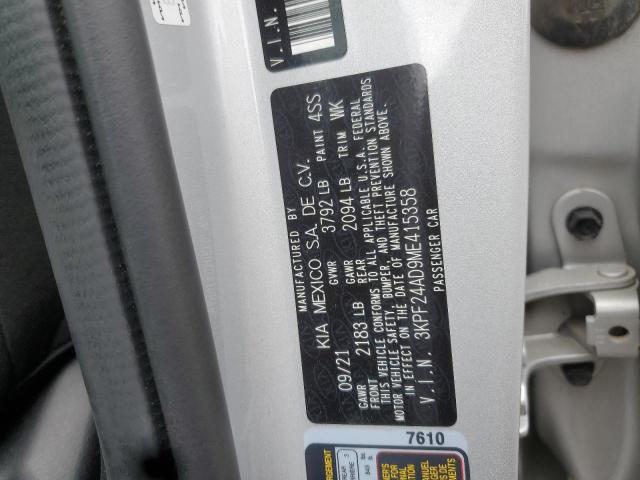 V.I.N.
MANUFACTURED BY
KIA MEXICO S.A. DE C.V.
09/21 GVWR 3792 LB PAINT 4SS
GAWR FRONT 2183 LB GAWR REAR 2094 LB TRIM WK
THIS VEHICLE CONFORMS TO ALL APPLICABLE U.S.A. FEDERAL
MOTOR VEHICLE SAFETY, BUMPER, AND THEFT PREVENTION STANDARDS
IN EFFECT ON THE DATE OF MANUFACTURE SHOWN ABOVE.
V.I.N. 3KPF24AD9ME415358
PASSENGER CAR
7610
REAR 3